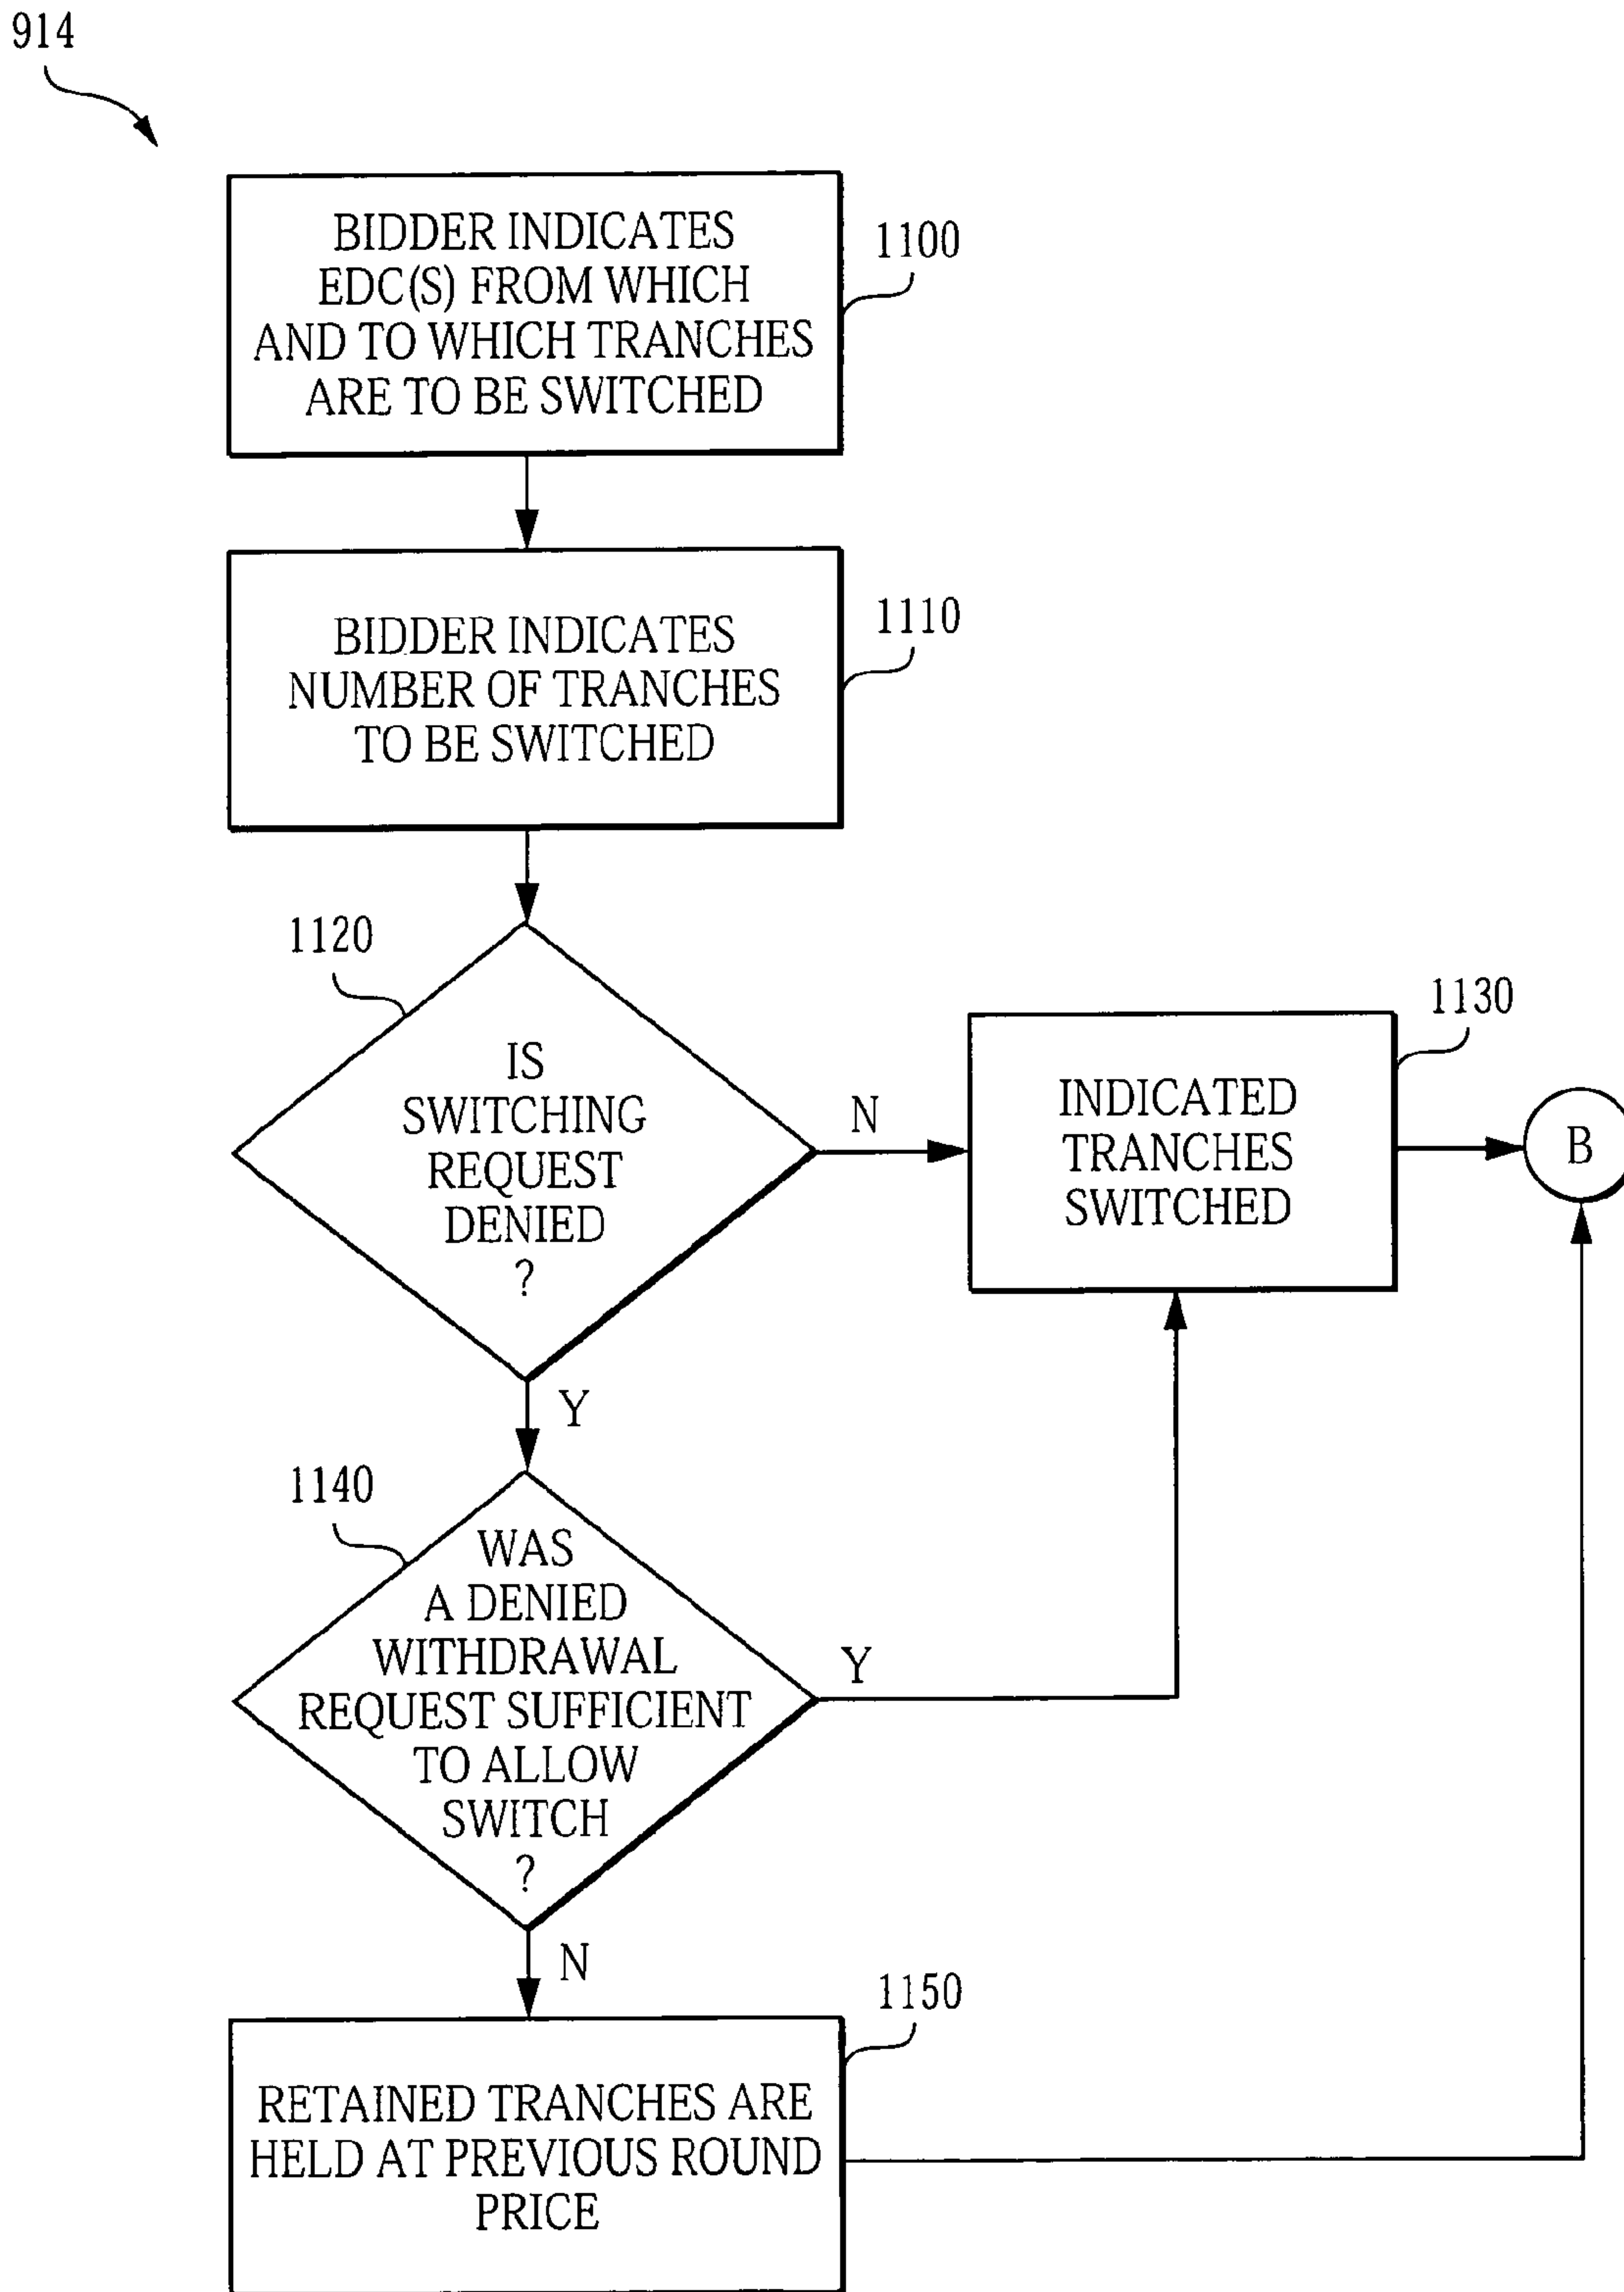 914
BIDDER INDICATES
EDC(S) FROM WHICH
AND TO WHICH TRANCHES
ARE TO BE SWITCHED
1100
BIDDER INDICATES
NUMBER OF TRANCHES
TO BE SWITCHED
1110
1120
IS
SWITCHING
REQUEST
DENIED
?
N
Y
INDICATED
TRANCHES
SWITCHED
1130
B
1140
WAS
A DENIED
WITHDRAWAL
REQUEST SUFFICIENT
TO ALLOW
SWITCH
?
Y
N
RETAINED TRANCHES ARE
HELD AT PREVIOUS ROUND
PRICE
1150